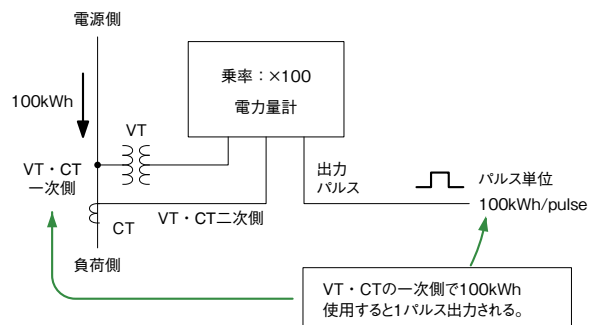 電源側
100kWh
乗率：×100
電力量計
VT
VT・CT
一次側
CT
VT・CT二次側
負荷側
出力
パルス
パルス単位
100kWh/pulse
VT・CTの一次側で100kWh
使用すると1パルス出力される。